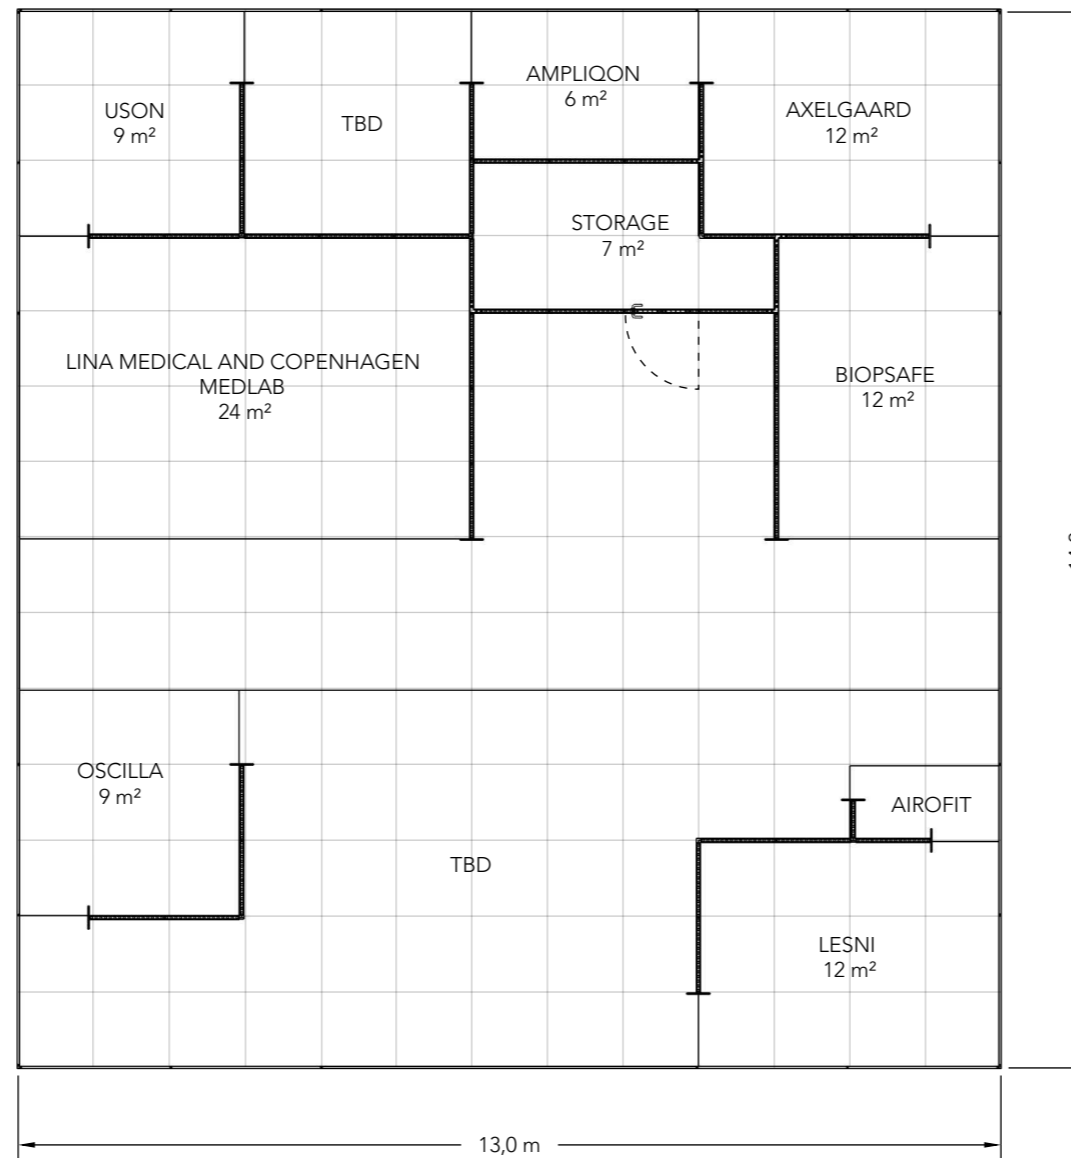 AMPLIQON
6 m²
USON
9 m²
TBD
AXELGAARD
12 m²
STORAGE
7 m²
LINA MEDICAL AND COPENHAGEN
MEDLAB
24 m²
BIOPSAFE
12 m²
OSCILLA
9 m²
AIROFIT
TBD
LESNI
12 m²
13,0 m